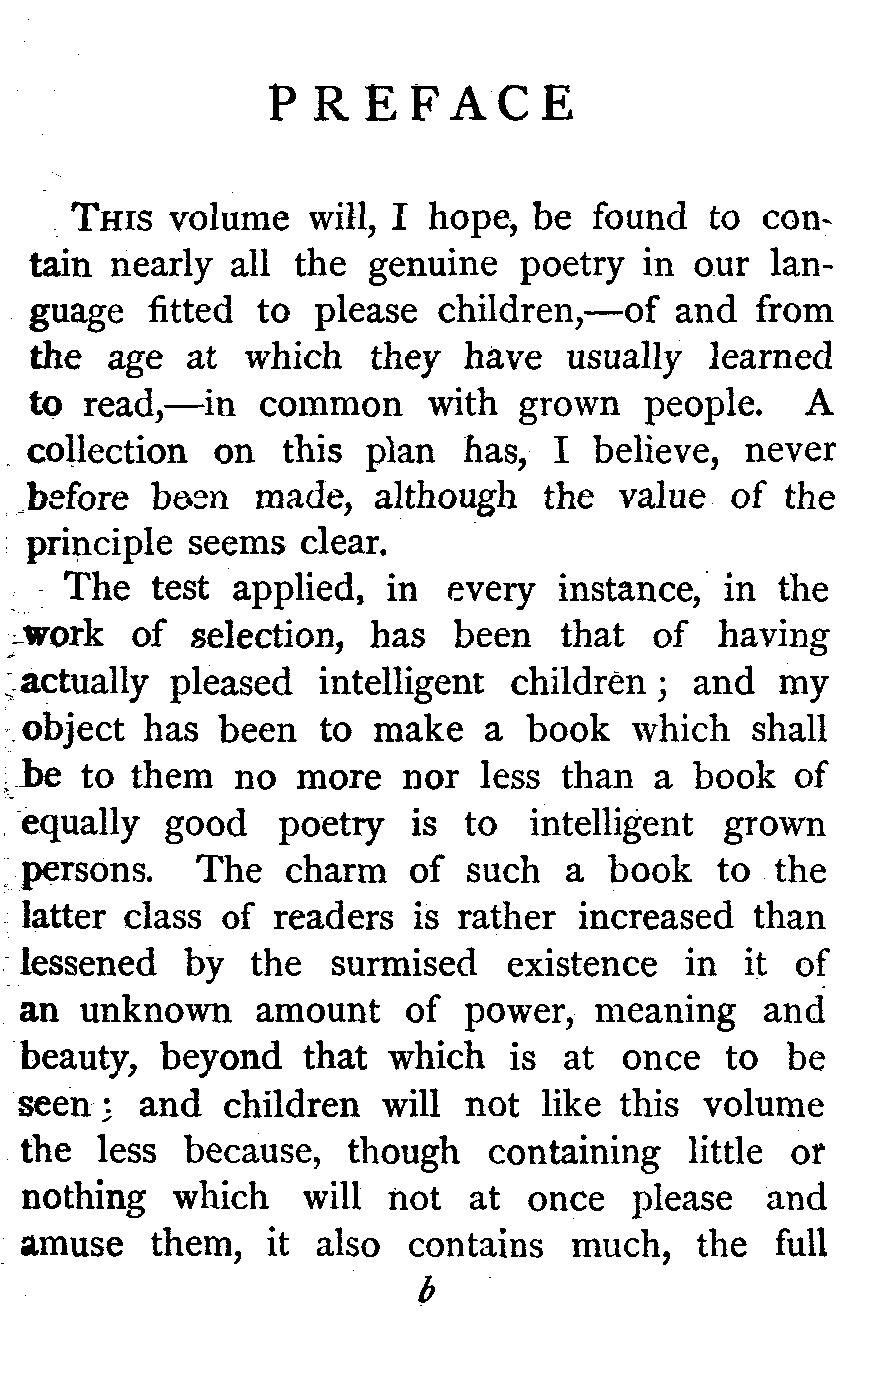 PREFACE
THIS volume will, I hope, be found to con-
tain nearly all the genuine poetry in our lan-
guage fitted to please children,—of and from
the age at which they have usually learned
to read,—in common with grown people. A
collection on this plan has, I believe, never
before been made, although the value of the
principle seems clear.
The test applied, in every instance, in the
work of selection, has been that of having
actually pleased intelligent children; and my
object has been to make a book which shall
be to them no more nor less than a book of
equally good poetry is to intelligent grown
persons. The charm of such a book to the
latter class of readers is rather increased than
lessened by the surmised existence in it of
an unknown amount of power, meaning and
beauty, beyond that which is at once to be
seen; and children will not like this volume
the less because, though containing little or
nothing which will not at once please and
amuse them, it also contains much, the full
b